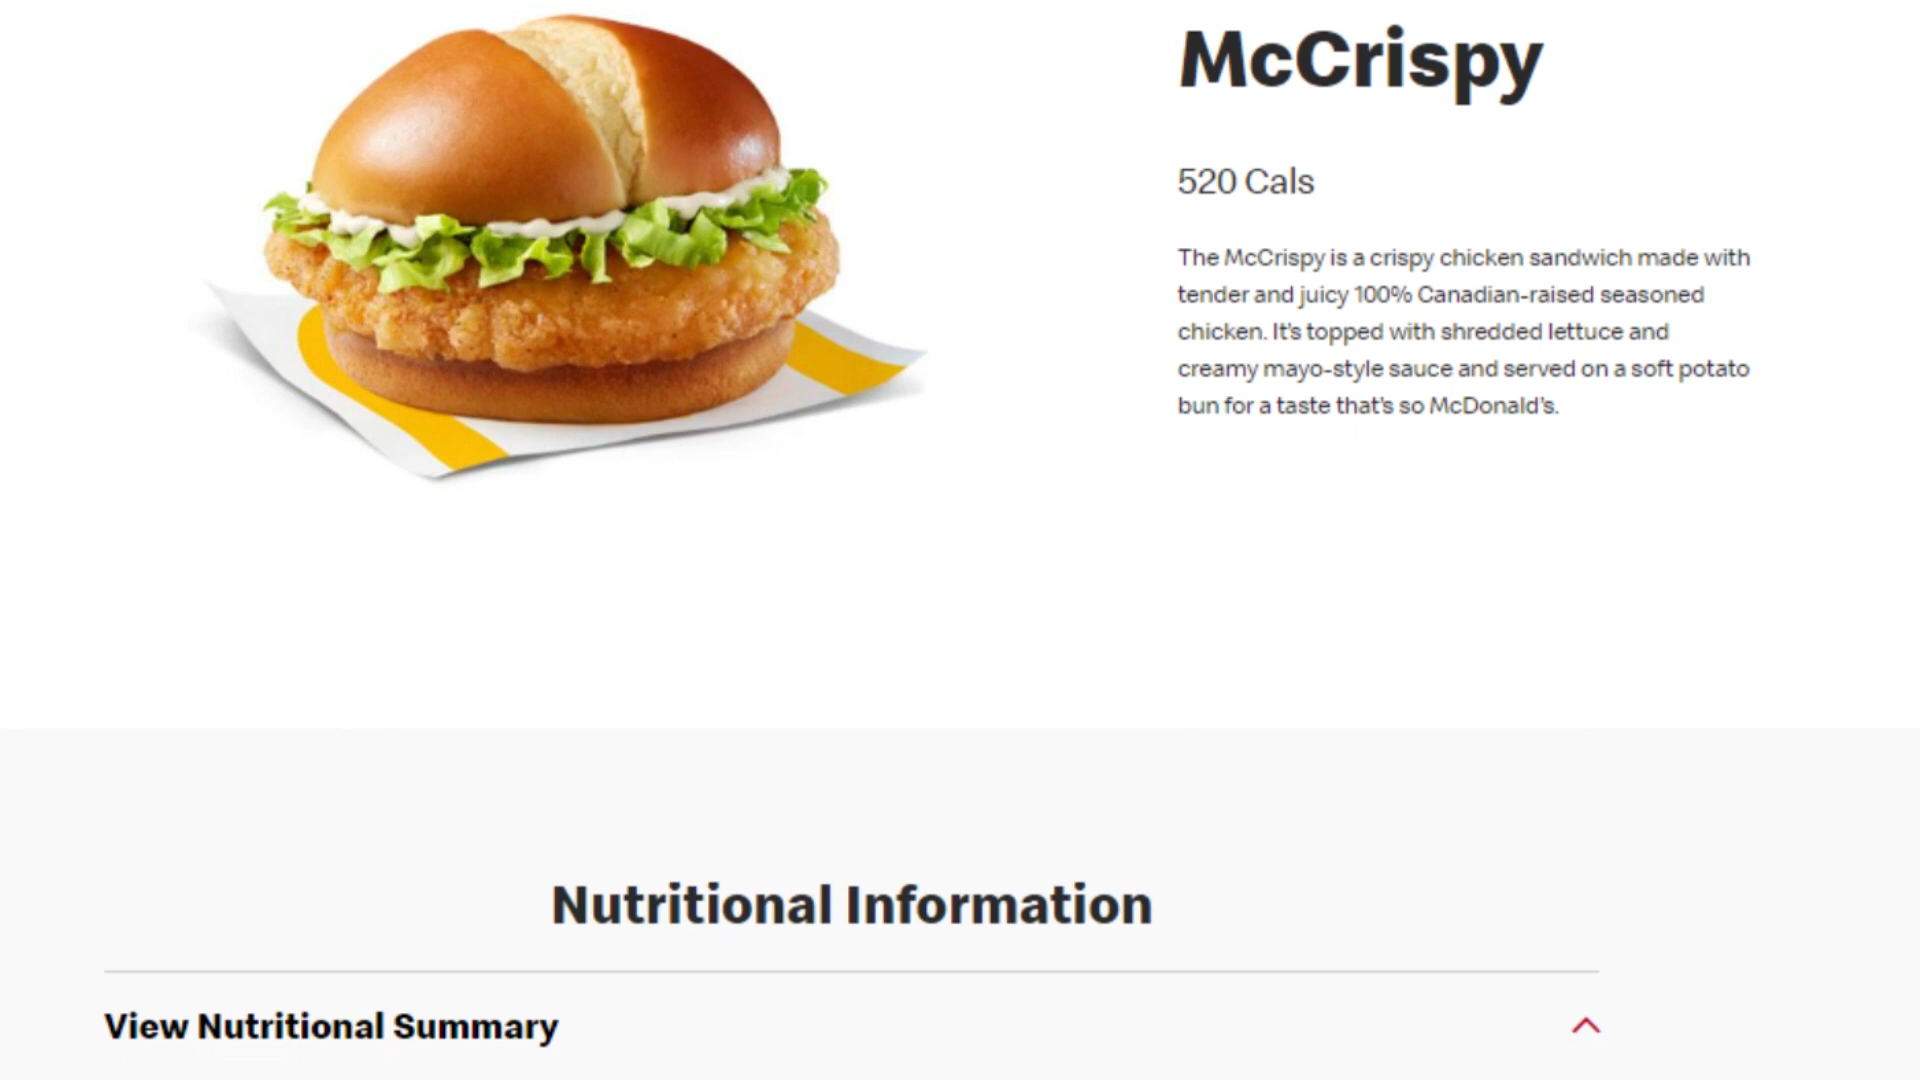 McCrispy
520 Cals
The McCrispy is a crispy chicken sandwich made with
tender and juicy 100% Canadian-raised seasoned
chicken. It's topped with shredded lettuce and
creamy mayo-style sauce and served on a soft potato
bun for a taste that's so McDonald's.
Nutritional Information
View Nutritional Summary